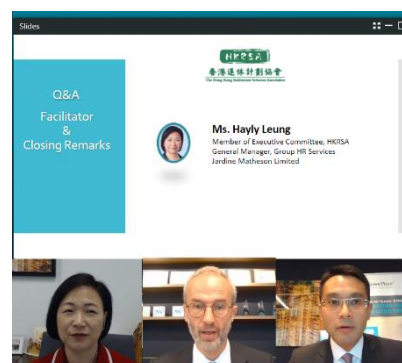 Slides
HKRSA
香港退休計劃協會
The Hong Kong Retirement Schemes Association
Q&A
Facilitator
&
Closing Remarks
Ms. Hayly Leung
Member of Executive Committee, HKRSA
General Manager, Group HR Services
Jardine Matheson Limited